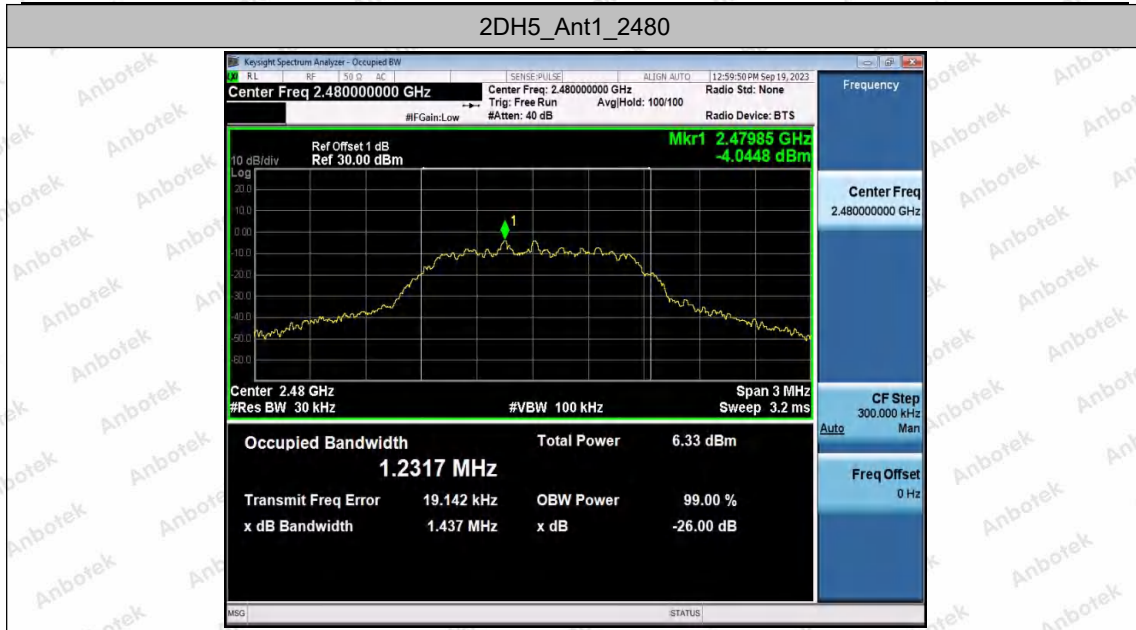 2DH5_Ant1_2480
Keysight Spectrum Analyzer - Occupied BW
RL RF 50 Ω AC SENSE:PULSE ALIGN AUTO 12:59:50 PM Sep 19, 2023
Center Freq 2.480000000 GHz Center Freq: 2.480000000 GHz Radio Std: None
Trig: Free Run Avg|Hold: 100/100
#IFGain:Low #Atten: 40 dB Radio Device: BTS
Frequency
Mkr1 2.47985 GHz
-4.0448 dBm
Ref Offset 1 dB
10 dB/div Ref 30.00 dBm
Log
20.0
10.0
0.00
-10.0
-20.0
-30.0
-40.0
-50.0
-60.0
1
Center 2.48 GHz Span 3 MHz
#Res BW 30 kHz #VBW 100 kHz Sweep 3.2 ms
Occupied Bandwidth Total Power 6.33 dBm
1.2317 MHz
Transmit Freq Error 19.142 kHz OBW Power 99.00 %
x dB Bandwidth 1.437 MHz x dB -26.00 dB
Center Freq
2.480000000 GHz
CF Step
300.000 kHz
Auto Man
Freq Offset
0 Hz
MSG STATUS
Anbotek